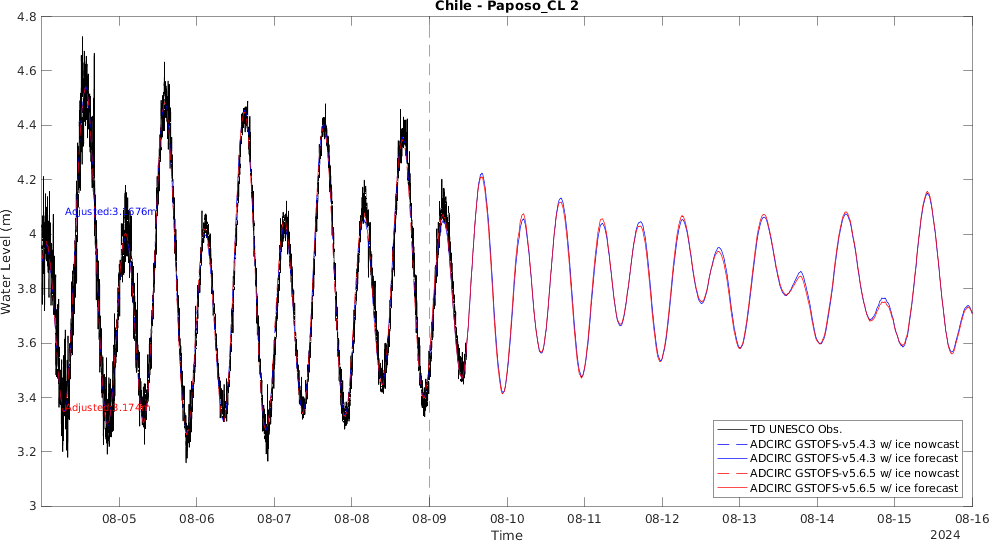 Chile - Paposo_CL 2
4.8
4.6
4.4
4.2
4
3.8
3.6
3.4
3.2
3
Water Level (m)
Adjusted:3.
Adjusted:3.174m
08-05
08-06
08-07
08-08
08-09
08-10
08-11
08-12
08-13
08-14
08-15
08-16
Time
2024
TD UNESCO Obs.
ADCIRC GSTOFS-v5.4.3 w/ ice nowcast
ADCIRC GSTOFS-v5.4.3 w/ ice forecast
ADCIRC GSTOFS-v5.6.5 w/ ice nowcast
ADCIRC GSTOFS-v5.6.5 w/ ice forecast